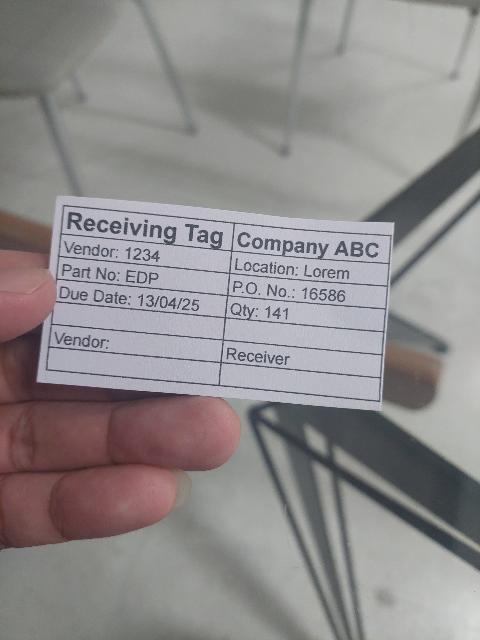 Receiving Tag Company ABC
Vendor: 1234 Location: Lorem
Part No: EDP P.O. No.: 16586
Due Date: 13/04/25 Qty: 141
Vendor: Receiver